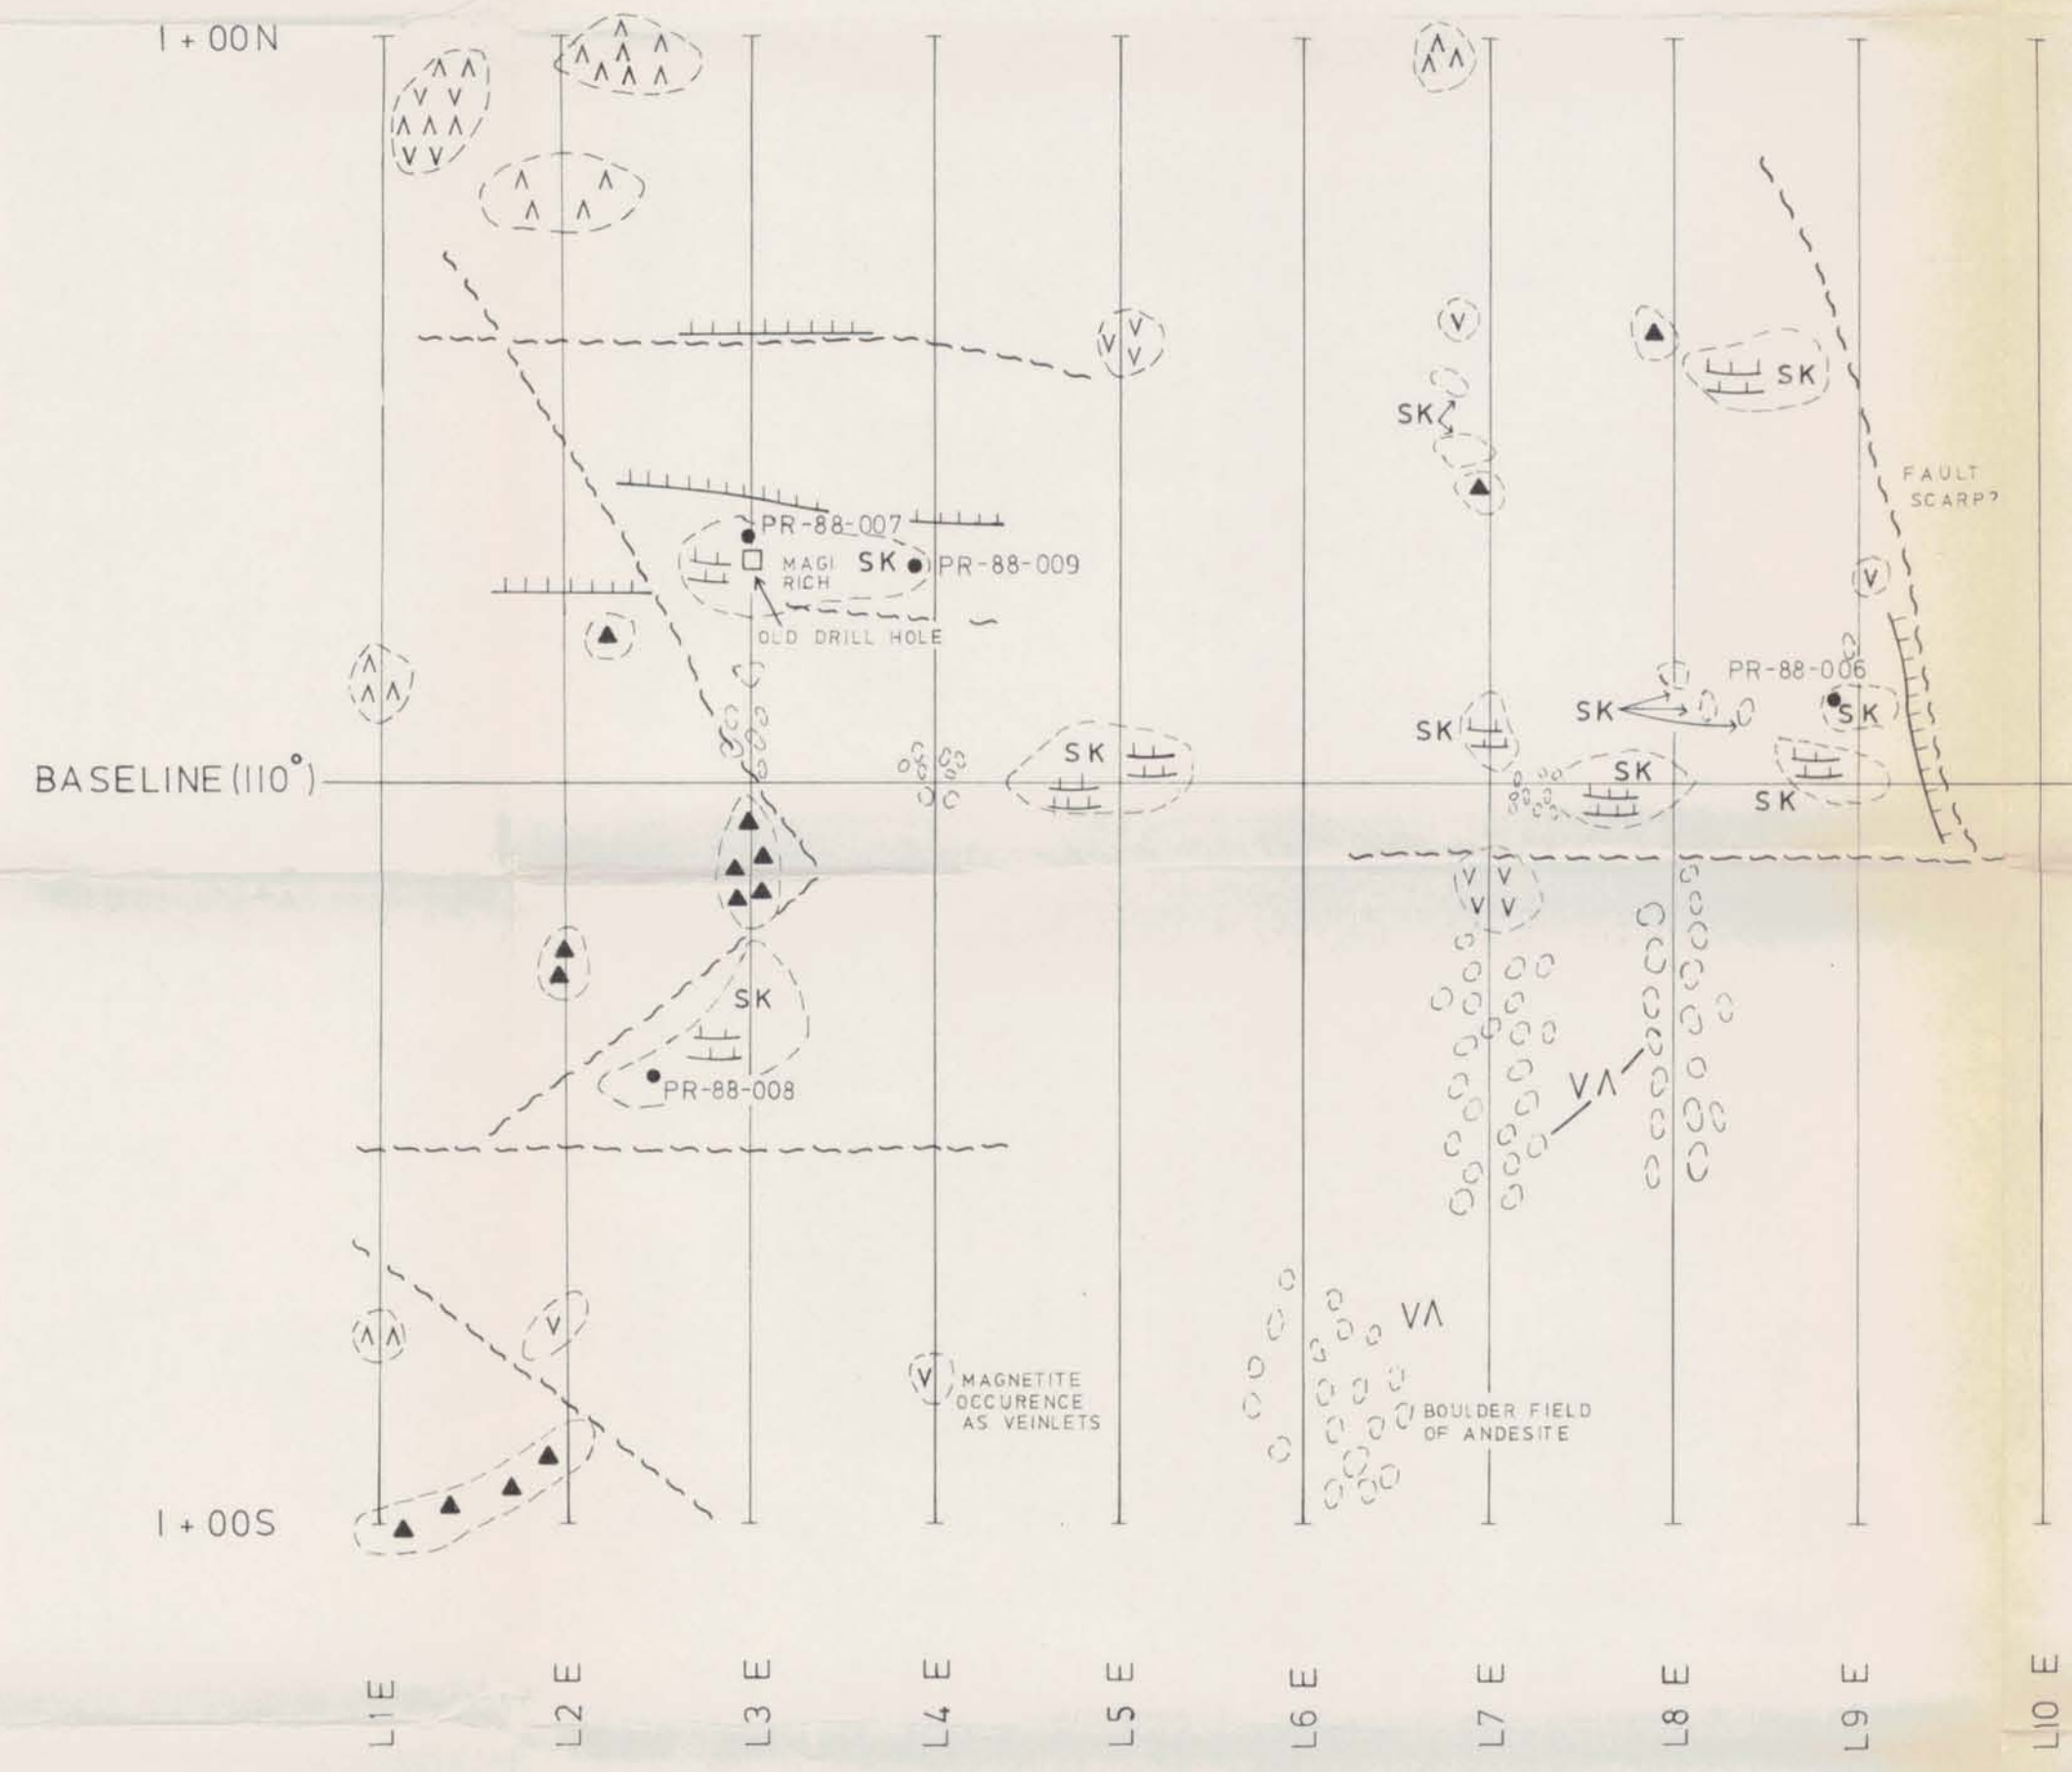 1+00N
FAULT
SCARP?
SK
SK
PR-88-007
MAG
RICH
SK
PR-88-009
OLD DRILL HOLE
PR-88-006
SK
SK
SK
SK
SK
SK
BASELINE (110°)
SK
PR-88-008
VΛ
VΛ
MAGNETITE
OCCURENCE
AS VEINLETS
BOULDER FIELD
OF ANDESITE
1+00S
L1E
L2 E
L3 E
L4 E
L5 E
L6 E
L7 E
L8 E
L9 E
L10 E